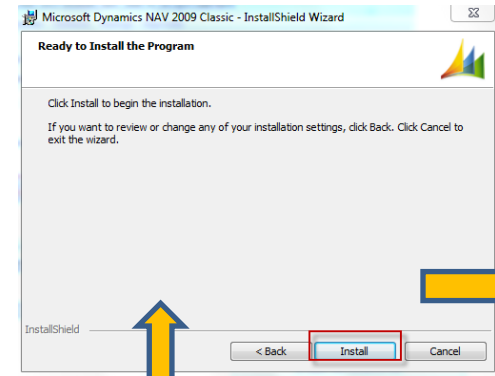 Microsoft Dynamics NAV 2009 Classic - InstallShield Wizard
Ready to Install the Program
Click Install to begin the installation.
If you want to review or change any of your installation settings, click Back. Click Cancel to
exit the wizard.
InstallShield
< Back Install Cancel